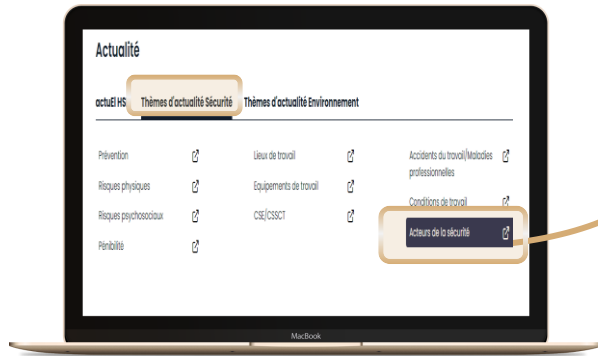 Actualité
actuEl HS Thèmes d'actualité Sécurité Thèmes d'actualité Environnement
Prévention Lieux de travail Accidents du travail/Maladies
professionnelles
Risques physiques Equipements de travail Conditions de travail
Risques psychosociaux CSE/CSSCT Acteurs de la sécurité
Pénibilité
MacBook